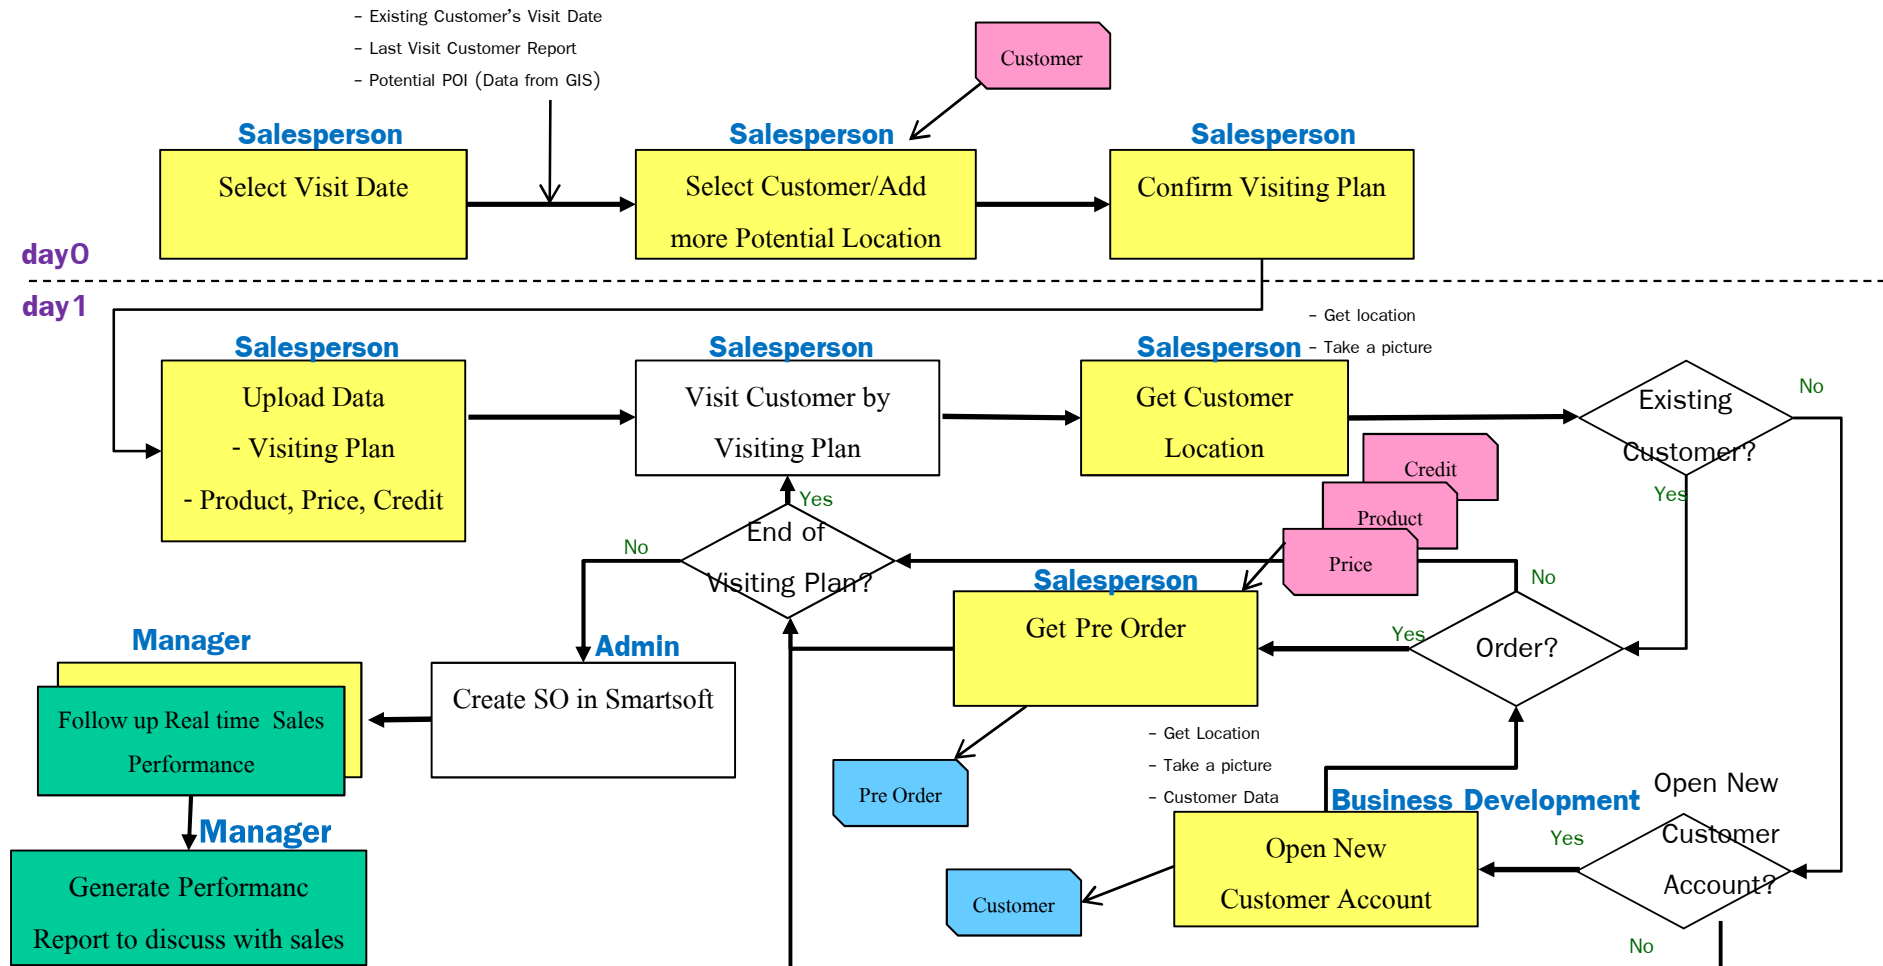 - Existing Customer's Visit Date
- Last Visit Customer Report
- Potential POI (Data from GIS)
Customer
Salesperson
Salesperson
Salesperson
Select Visit Date
Select Customer/Add
more Potential Location
Confirm Visiting Plan
day0
day1
- Get location
- Take a picture
Salesperson
Salesperson
Salesperson
Upload Data
- Visiting Plan
- Product, Price, Credit
Visit Customer by
Visiting Plan
Get Customer
Location
Existing
Customer?
No
Yes
Credit
Product
Price
Yes
End of
Visiting Plan?
No
No
Salesperson
Get Pre Order
Yes
Order?
Manager
Admin
Create SO in Smartsoft
Follow up Real time Sales
Performance
Pre Order
- Get Location
- Take a picture
- Customer Data
Business Development
Open New
Customer
Account?
Yes
Open New
Customer Account
Customer
No
Manager
Generate Performanc
Report to discuss with sales